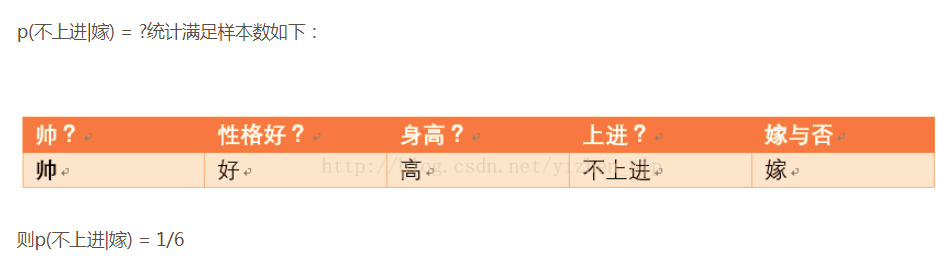 p(不上进|嫁) = ?统计满足样本数如下：
帅？ 性格好？ 身高？ 上进？ 嫁与否
帅 好 高 不上进 嫁
则p(不上进|嫁) = 1/6